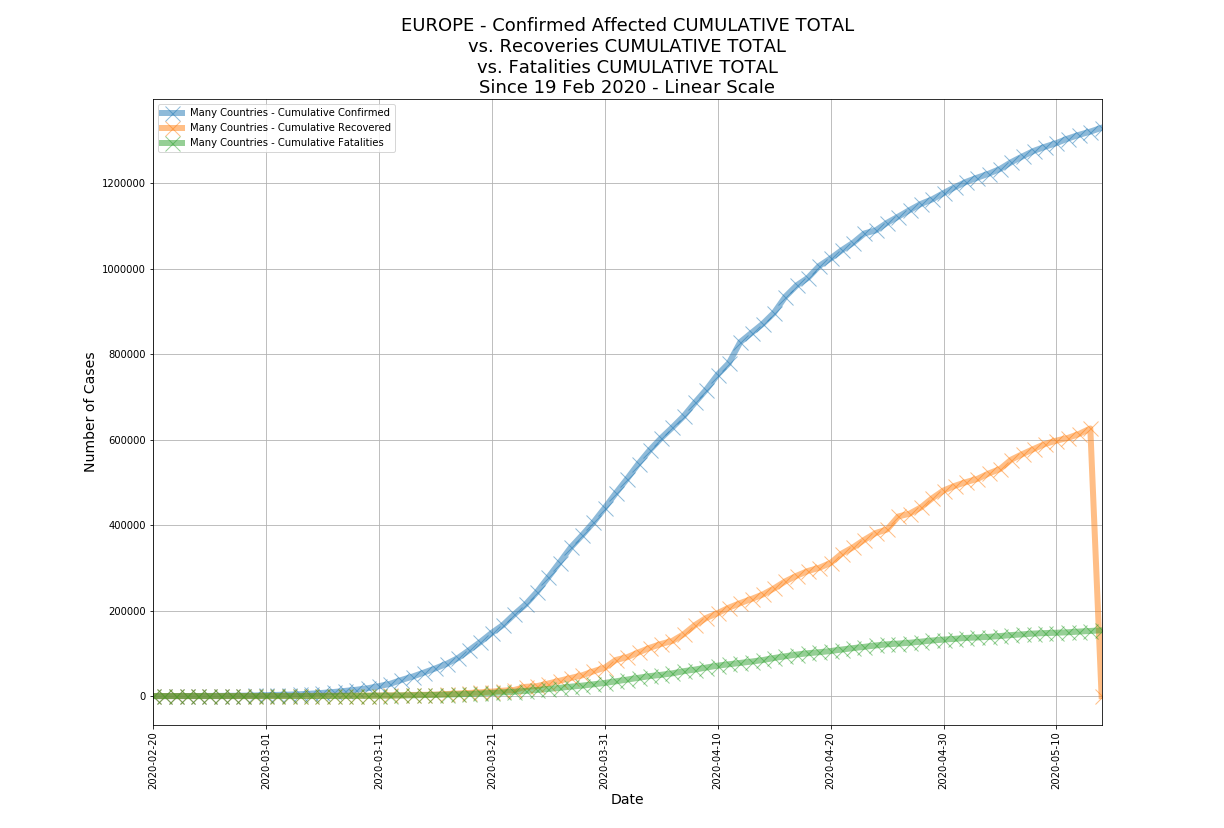 EUROPE - Confirmed Affected CUMULATIVE TOTAL
vs. Recoveries CUMULATIVE TOTAL
vs. Fatalities CUMULATIVE TOTAL
Since 19 Feb 2020 - Linear Scale
Many Countries - Cumulative Confirmed
Many Countries - Cumulative Recovered
Many Countries - Cumulative Fatalities
Number of Cases
1200000
1000000
800000
600000
400000
200000
0
2020-02-20
2020-03-01
2020-03-11
2020-03-21
2020-03-31
2020-04-10
2020-04-20
2020-04-30
2020-05-10
Date